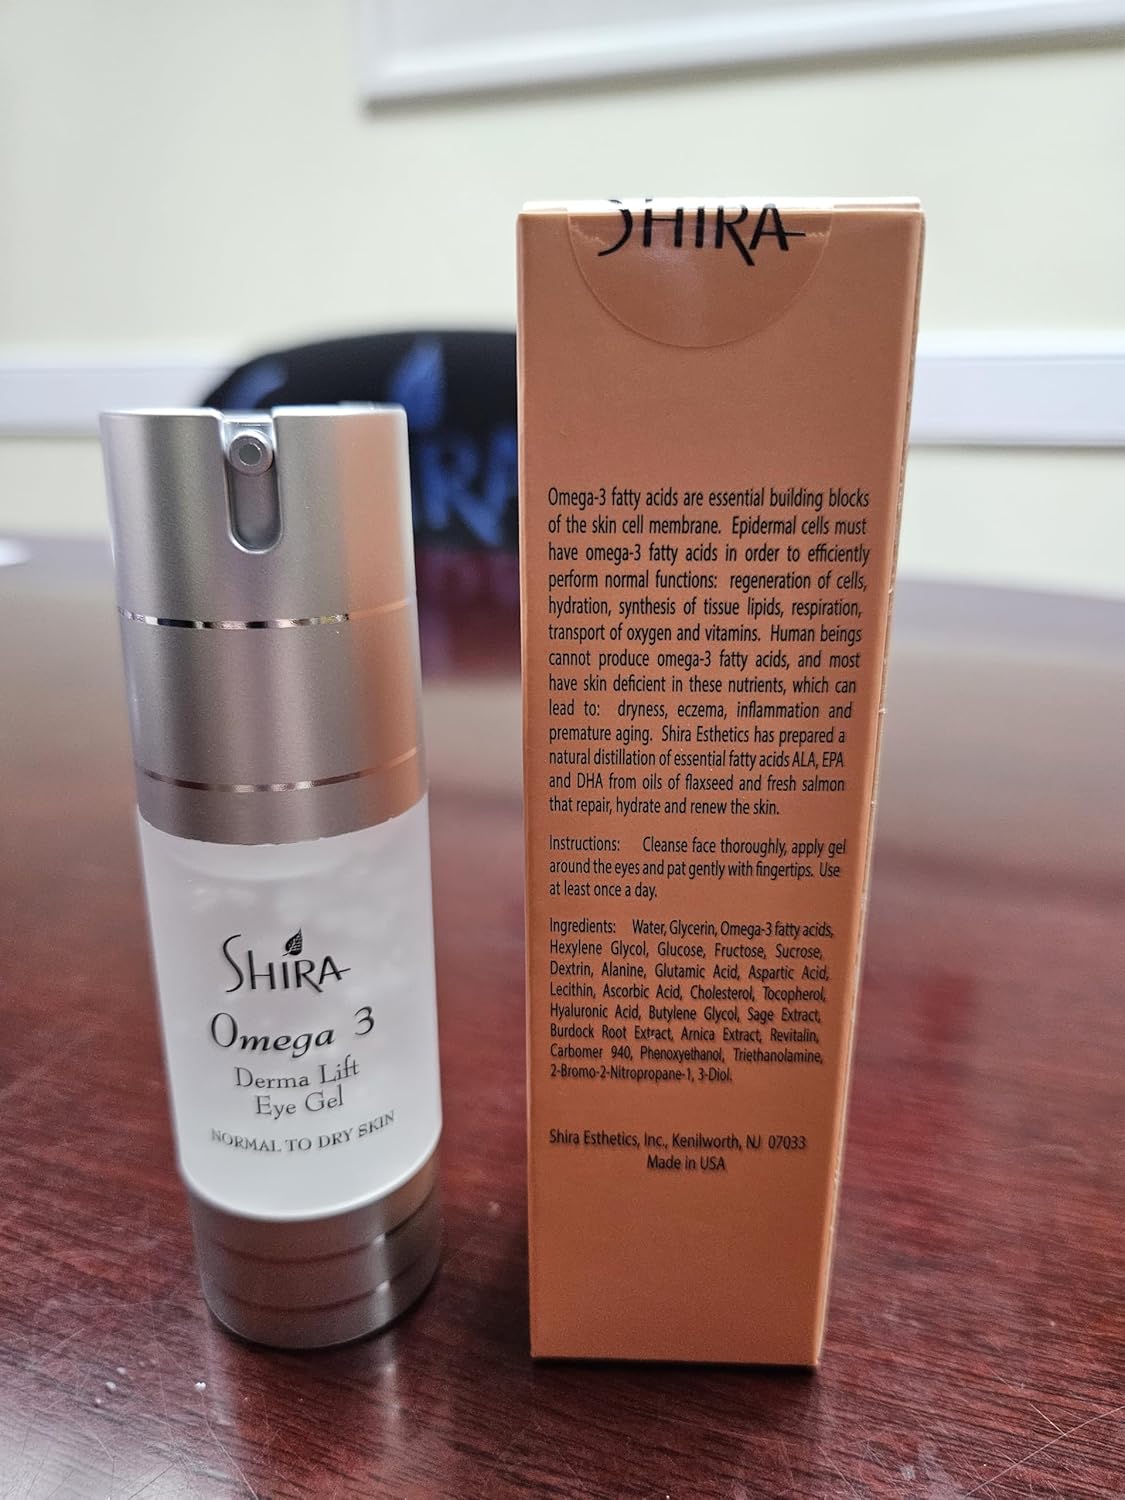 SHIRA
Omega-3 fatty acids are essential building blocks
of the skin cell membrane. Epidermal cells must
have omega-3 fatty acids in order to efficiently
perform normal functions: regeneration of cells,
hydration, synthesis of tissue lipids, respiration,
transport of oxygen and vitamins. Human beings
cannot produce omega-3 fatty acids, and most
have skin deficient in these nutrients, which can
lead to: dryness, eczema, inflammation and
premature aging. Shira Esthetics has prepared a
natural distillation of essential fatty acids ALA, EPA
and DHA from oils of flaxseed and fresh salmon
that repair, hydrate and renew the skin.
Instructions: Cleanse face thoroughly, apply gel
around the eyes and pat gently with fingertips. Use
at least once a day.
Ingredients: Water, Glycerin, Omega-3 fatty acids,
Hexylene Glycol, Glucose, Fructose, Sucrose,
Dextrin, Alanine, Glutamic Acid, Aspartic Acid,
Lecithin, Ascorbic Acid, Cholesterol, Tocopherol,
Hyaluronic Acid, Butylene Glycol, Sage Extract,
Burdock Root Extract, Arnica Extract, Revitalin,
Carbomer 940, Phenoxyethanol, Triethanolamine,
2-Bromo-2-Nitropropane-1, 3-Diol.
Shira Esthetics, Inc., Kenilworth, NJ 07033
Made in USA
SHIRA
Omega 3
Derma Lift
Eye Gel
NORMAL TO DRY SKIN